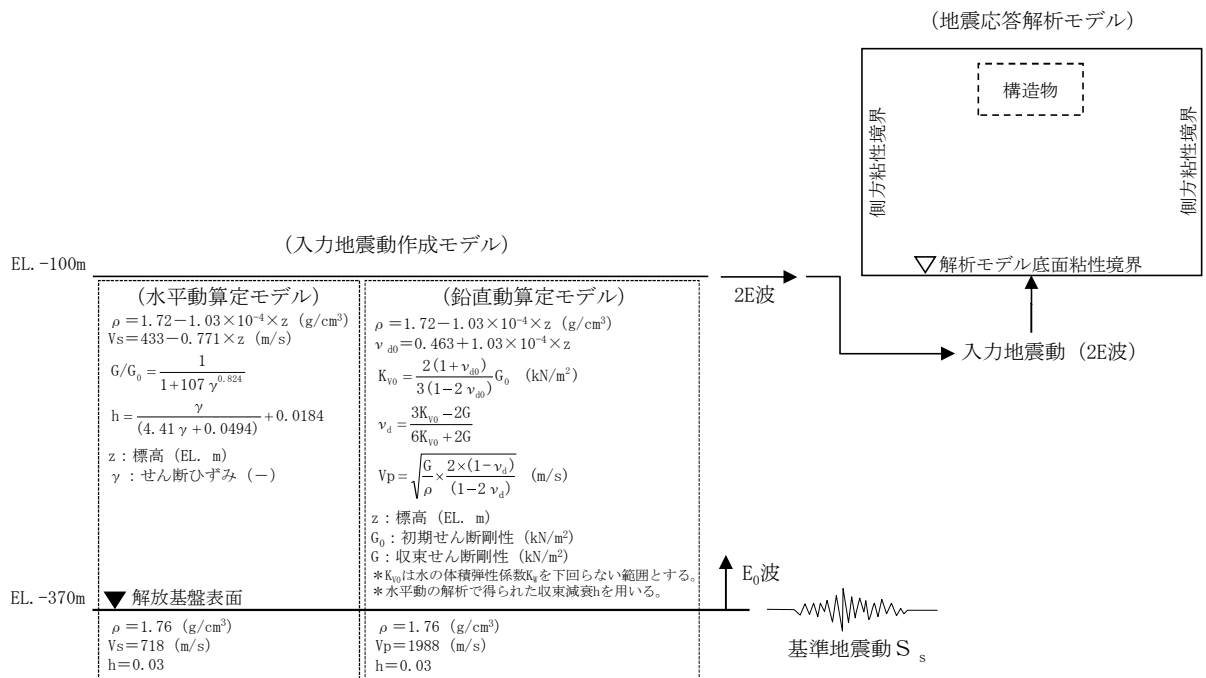 (地震応答解析モデル)
構造物
側方粘性境界
側方粘性境界
▽解析モデル底面粘性境界
(入力地震動作成モデル)
EL. -100m
2E波
入力地震動 (2E波)
(水平動算定モデル)
ρ=1.72-1.03×10⁻⁴×z (g/cm³)
Vs=433-0.771×z (m/s)
G/G₀ = 1 / (1+107 γ^0.824)
h = γ / (4.41 γ+0.0494) + 0.0184
z:標高 (EL. m)
γ:せん断ひずみ (-)
(鉛直動算定モデル)
ρ=1.72-1.03×10⁻⁴×z (g/cm³)
ν_d0=0.463+1.03×10⁻⁴×z
K_V0 = 2(1+ν_d0) / 3(1-2ν_d0) G₀ (kN/m²)
ν_d = (3K_V0-2G) / (6K_V0+2G)
Vp = √(G/ρ × 2×(1-ν_d) / (1-2ν_d)) (m/s)
z:標高 (EL. m)
G₀:初期せん断剛性 (kN/m²)
G:収束せん断剛性 (kN/m²)
*K_V0は水の体積弾性係数K_Wを下回らない範囲とする。
*水平動の解析で得られた収束減衰hを用いる。
E₀波
EL. -370m
▼ 解放基盤表面
ρ=1.76 (g/cm³)
Vs=718 (m/s)
h=0.03
ρ=1.76 (g/cm³)
Vp=1988 (m/s)
h=0.03
基準地震動Sₛ